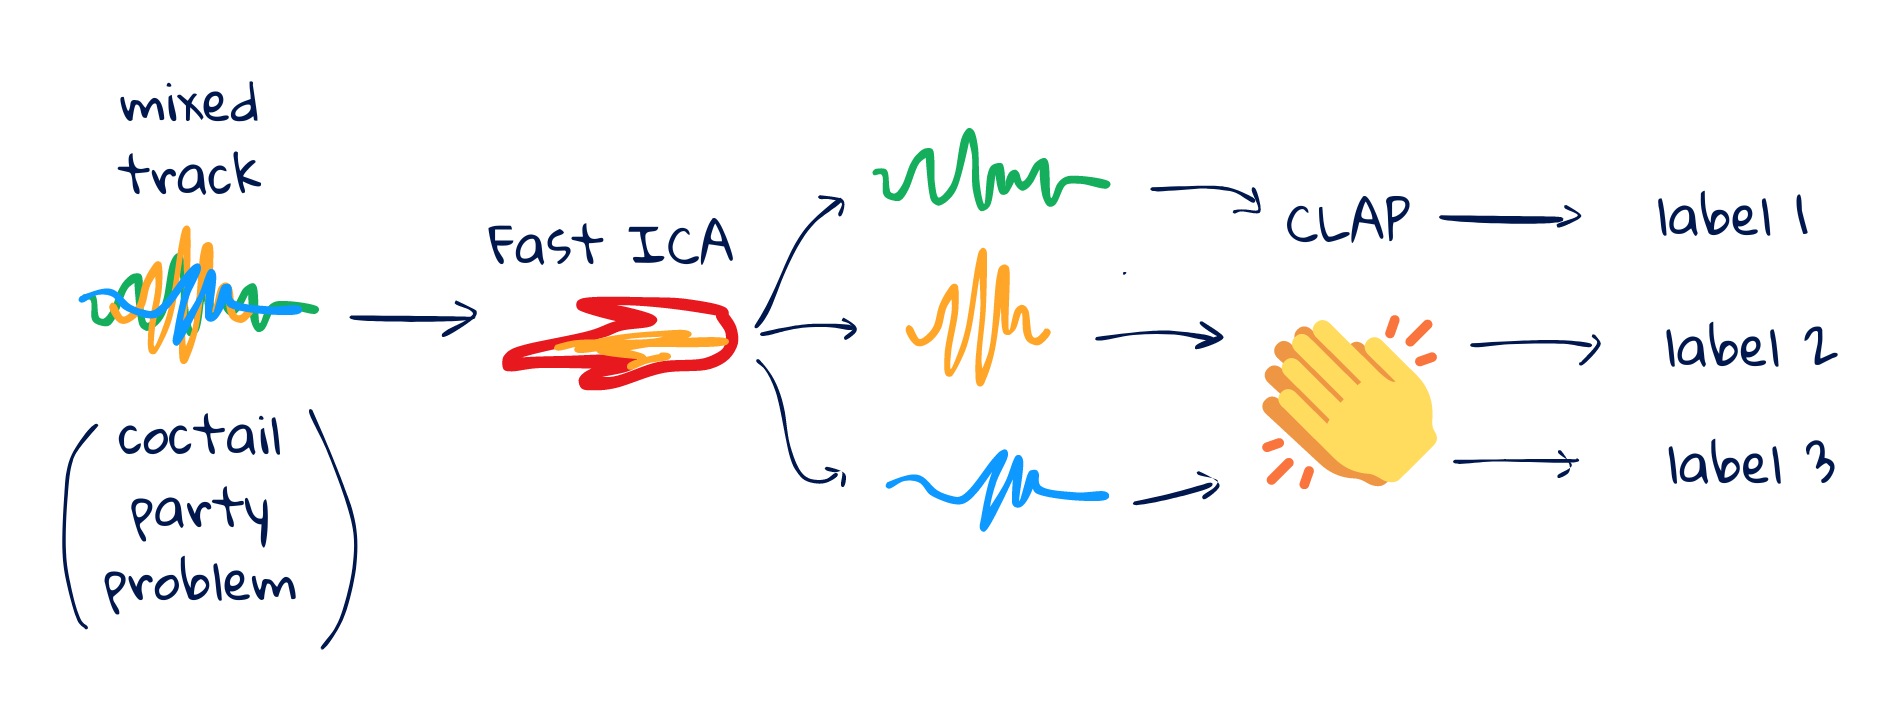 mixed
track
Fast ICA
CLAP
label 1
label 2
label 3
(coctail
party
problem)